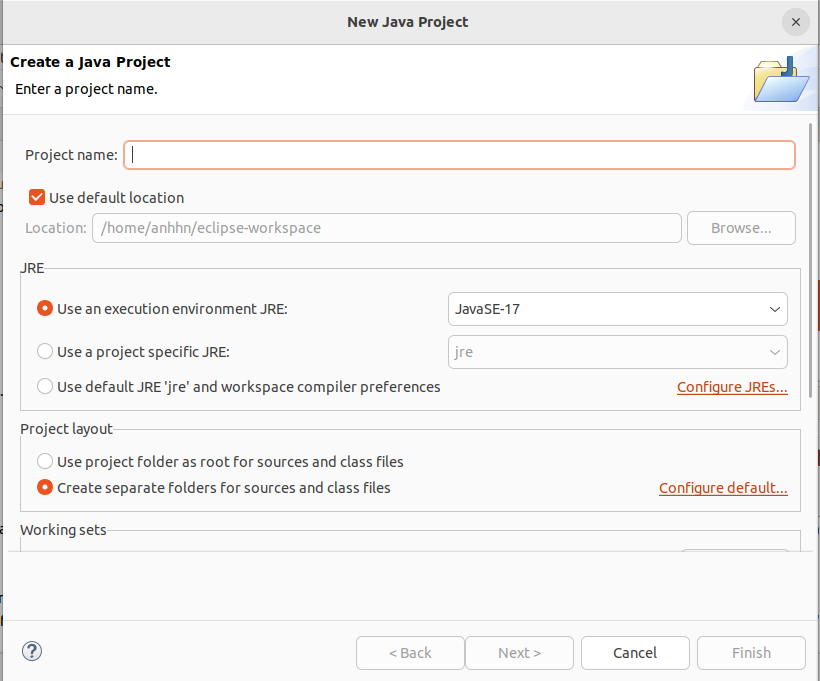 New Java Project
Create a Java Project
Enter a project name.
Project name:
Use default location
Location: /home/anhhn/eclipse-workspace Browse...
JRE
Use an execution environment JRE: JavaSE-17
Use a project specific JRE: jre
Use default JRE 'jre' and workspace compiler preferences Configure JREs...
Project layout
Use project folder as root for sources and class files
Create separate folders for sources and class files Configure default...
Working sets
? < Back Next > Cancel Finish